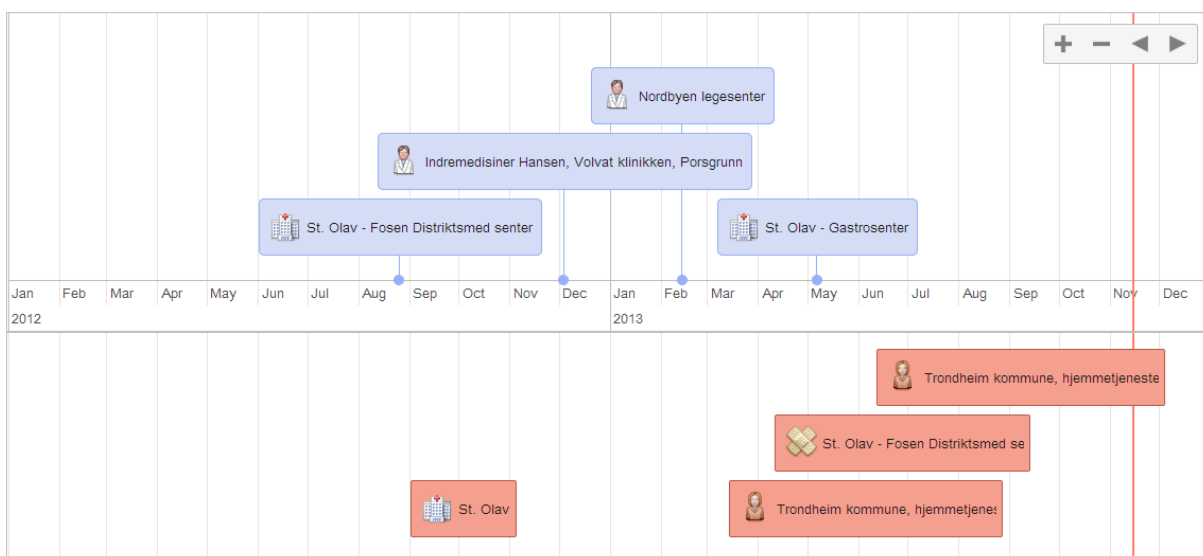 Nordbyen legesenter
Indremedisiner Hansen, Volvat klinikken, Porsgrunn
St. Olav - Fosen Distriktsmed senter
St. Olav - Gastrosenter
Jan Feb Mar Apr May Jun Jul Aug Sep Oct Nov Dec Jan Feb Mar Apr May Jun Jul Aug Sep Oct Nov Dec
2012 2013
Trondheim kommune, hjemmetjeneste
St. Olav - Fosen Distriktsmed se
St. Olav
Trondheim kommune, hjemmetjenes